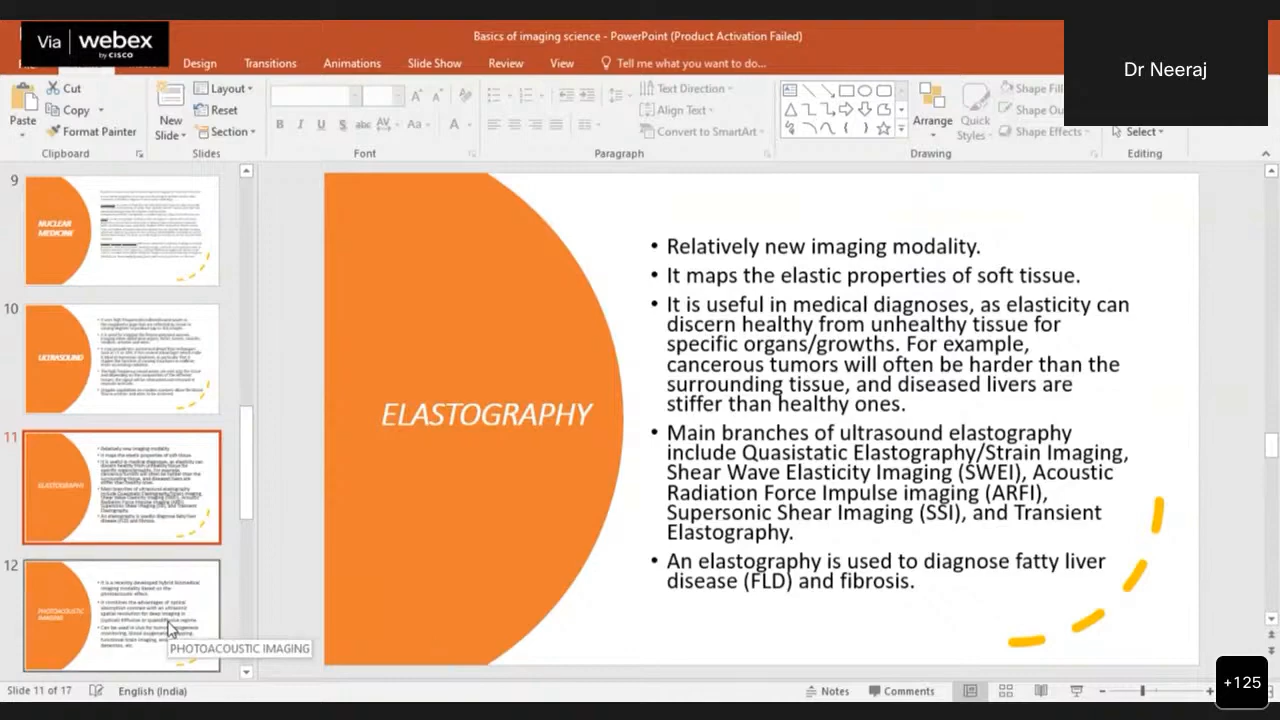 Via webex
by CISCO
Basics of imaging science - PowerPoint (Product Activation Failed)
Dr Neeraj
Design Transitions Animations Slide Show Review View Tell me what you want to do...
Cut
Copy
Format Painter
Paste
Clipboard
New
Slide
Layout
Reset
Section
Slides
B I U S abc AV Aa A
Font
Text Direction
Align Text
Convert to SmartArt
Paragraph
Arrange
Quick
Styles
Shape Fill
Shape Ou
Shape Effects
Drawing
Select
Editing
9
NUCLEAR
MEDICINE
10
ULTRASOUND
11
ELASTOGRAPHY
12
PHOTOACOUSTIC
IMAGING
PHOTOACOUSTIC IMAGING
ELASTOGRAPHY
• Relatively new imaging modality.
• It maps the elastic properties of soft tissue.
• It is useful in medical diagnoses, as elasticity can
discern healthy from unhealthy tissue for
specific organs/growths. For example,
cancerous tumors will often be harder than the
surrounding tissue, and diseased livers are
stiffer than healthy ones.
• Main branches of ultrasound elastography
include Quasistatic Elastography/Strain Imaging,
Shear Wave Elasticity Imaging (SWEI), Acoustic
Radiation Force Impulse imaging (ARFI),
Supersonic Shear Imaging (SSI), and Transient
Elastography.
• An elastography is used to diagnose fatty liver
disease (FLD) and fibrosis.
Slide 11 of 17 English (India) Notes Comments
+125